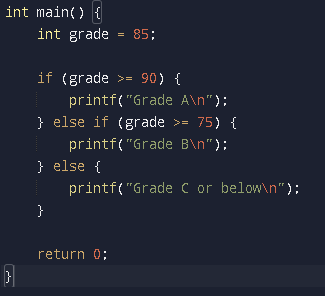 int main() {
    int grade = 85;

    if (grade >= 90) {
        printf("Grade A\n");
    } else if (grade >= 75) {
        printf("Grade B\n");
    } else {
        printf("Grade C or below\n");
    }

    return 0;
}